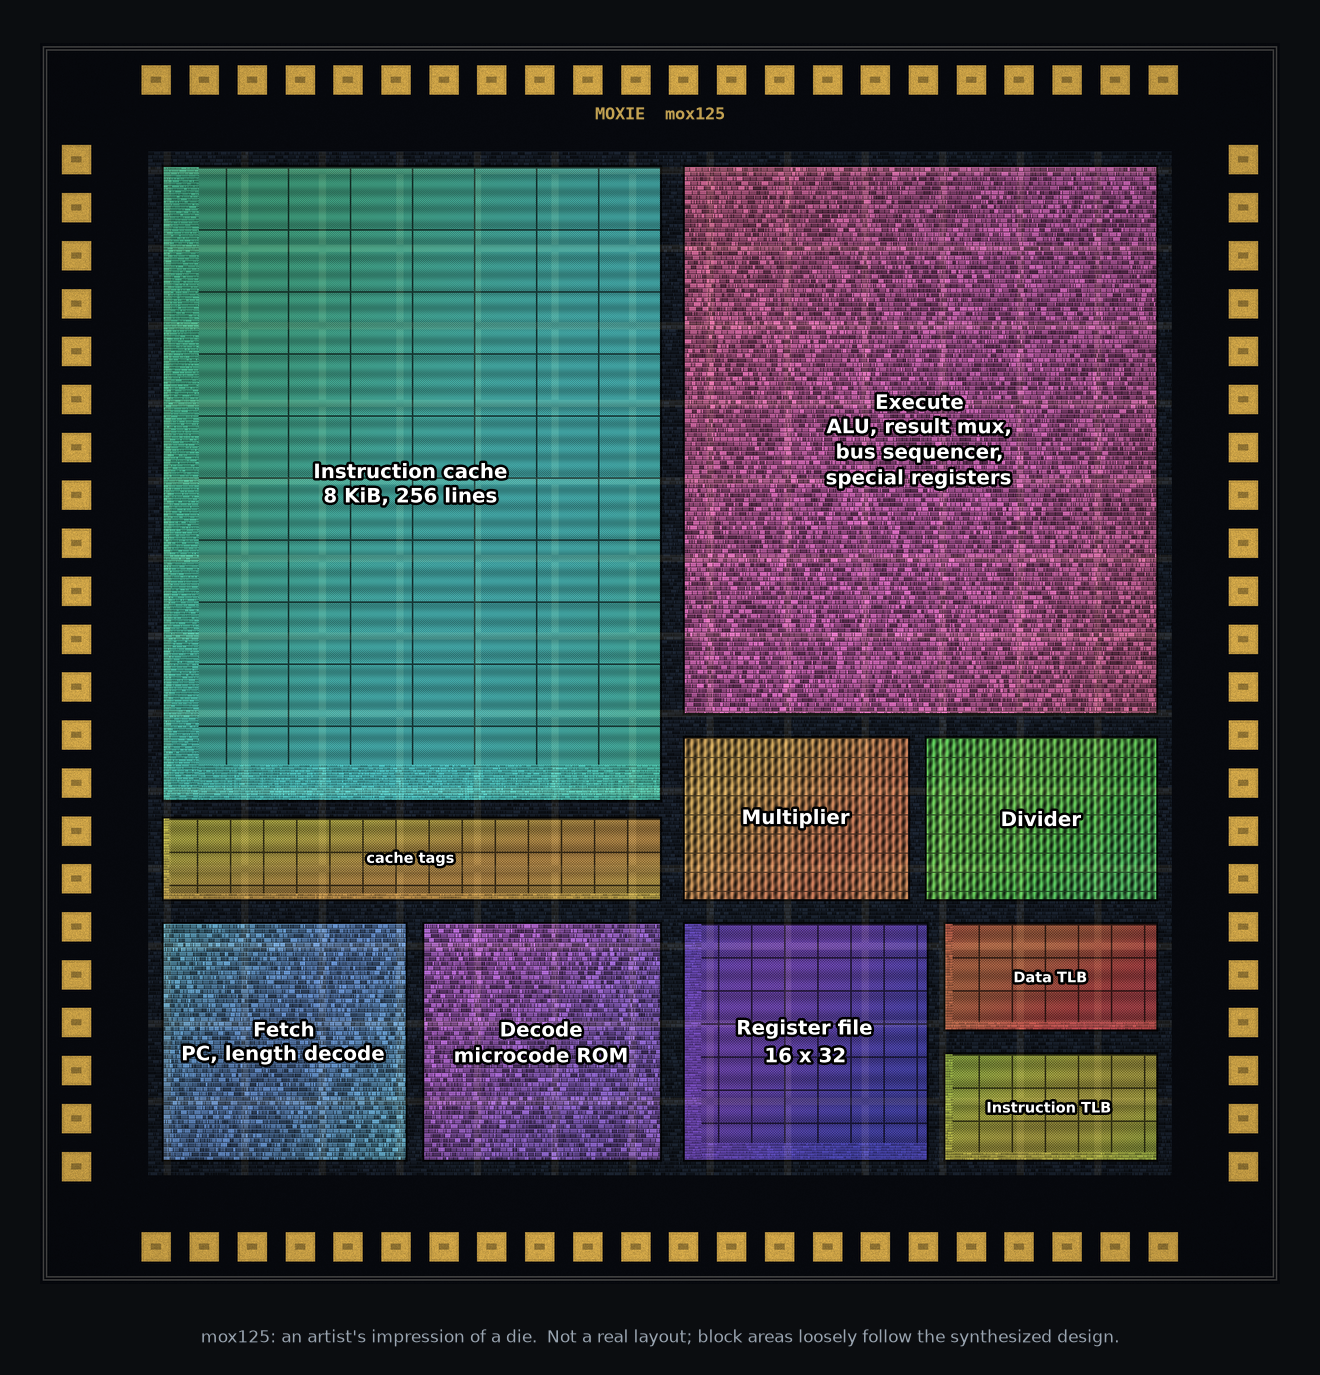 MOXIE mox125
Instruction cache
8 KiB, 256 lines
Execute
ALU, result mux,
bus sequencer,
special registers
Multiplier
Divider
cache tags
Fetch
PC, length decode
Decode
microcode ROM
Register file
16 x 32
Data TLB
Instruction TLB
mox125: an artist's impression of a die. Not a real layout; block areas loosely follow the synthesized design.